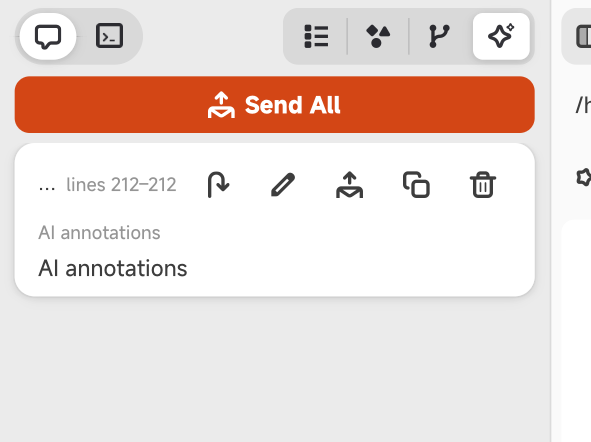 Send All
... lines 212–212
AI annotations
AI annotations
/h